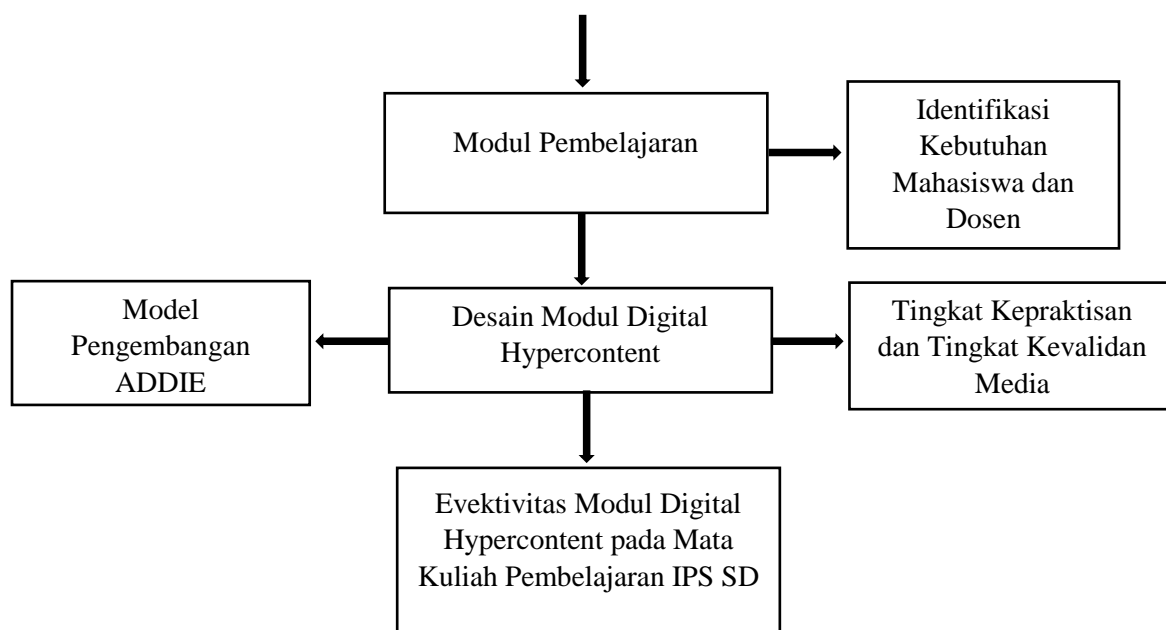 Modul Pembelajaran
Identifikasi
Kebutuhan
Mahasiswa dan
Dosen
Model
Pengembangan
ADDIE
Desain Modul Digital
Hypercontent
Tingkat Kepraktisan
dan Tingkat Kevalidan
Media
Evektivitas Modul Digital
Hypercontent pada Mata
Kuliah Pembelajaran IPS SD